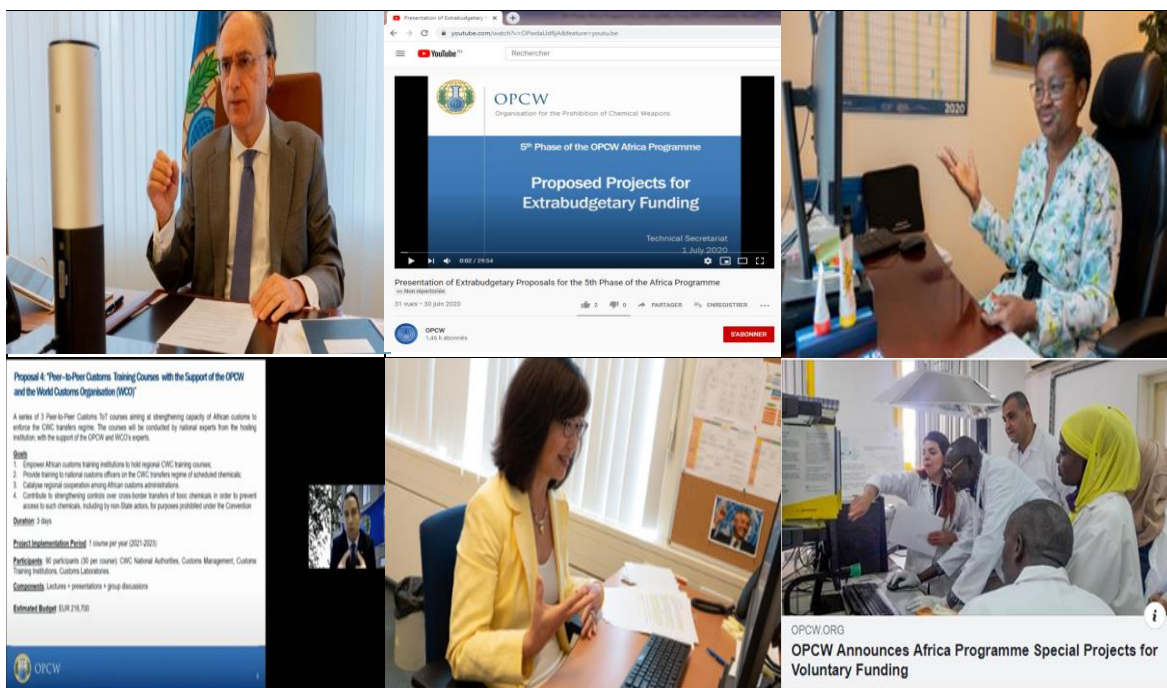 Presentation of Extrabudgetary
youtube.com/watch?v=OPwdaUdfljA&feature=youtu.be
YouTube NL
Rechercher
OPCW
Organisation for the Prohibition of Chemical Weapons
5th Phase of the OPCW Africa Programme
Proposed Projects for
Extrabudgetary Funding
Technical Secretariat
1 July 2020
0:02 / 29:54
Presentation of Extrabudgetary Proposals for the 5th Phase of the Africa Programme
Non répertoriée
31 vues • 30 juin 2020
2
0
PARTAGER
ENREGISTRER
OPCW
1,46 k abonnés
S'ABONNER
2020
Proposal 4: "Peer-to-Peer Customs Training Courses with the Support of the OPCW
and the World Customs Organisation (WCO)"
A series of 3 Peer-to-Peer Customs ToT courses aiming at strengthening capacity of African customs to
enforce the CWC transfers regime. The courses will be conducted by national experts from the hosting
institution, with the support of the OPCW and WCO's experts.
Goals
1. Empower African customs training institutions to hold regional CWC training courses;
2. Provide training to national customs officers on the CWC transfers regime of scheduled chemicals;
3. Catalyse regional cooperation among African customs administrations.
4. Contribute to strengthening controls over cross-border transfers of toxic chemicals in order to prevent
access to such chemicals, including by non-State actors, for purposes prohibited under the Convention
Duration: 3 days
Project Implementation Period: 1 course per year (2021-2023)
Participants: 90 participants (30 per course): CWC National Authorities, Customs Management, Customs
Training Institutions, Customs Laboratories.
Components: Lectures + presentations + group discussions
Estimated Budget: EUR 216,700
OPCW
OPCW.ORG
OPCW Announces Africa Programme Special Projects for
Voluntary Funding